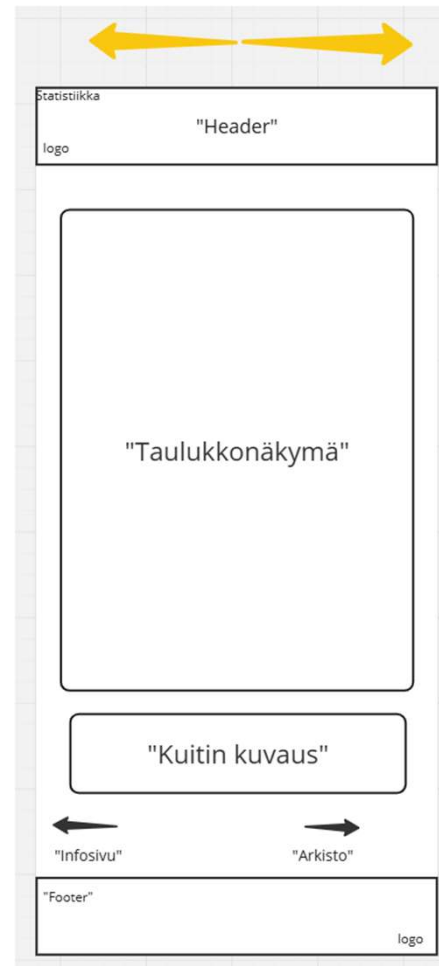 Statistiikka
"Header"
logo
"Taulukkonäkymä"
"Kuitin kuvaus"
"Infosivu"
"Arkisto"
"Footer"
logo